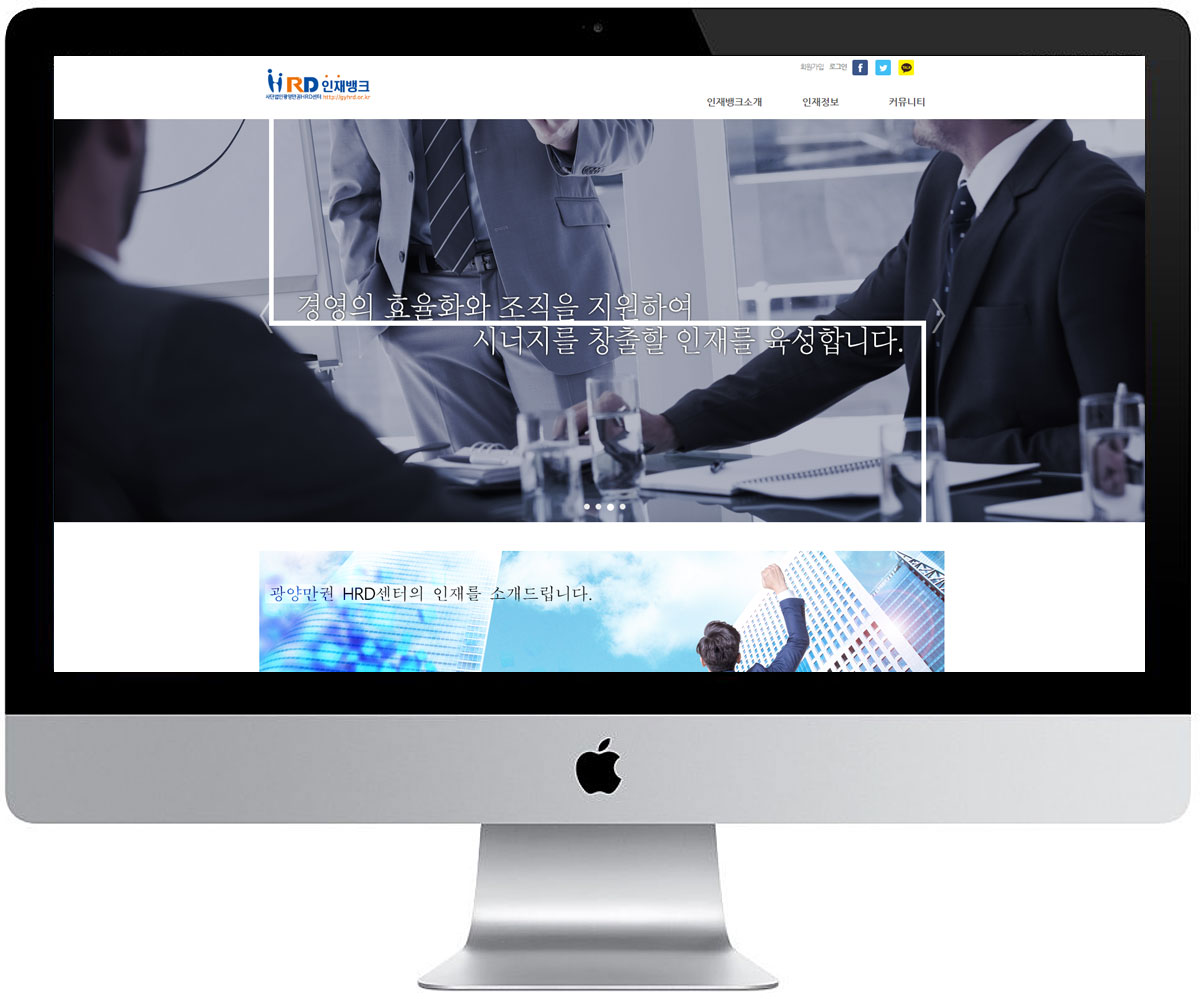 HRD 인재뱅크
사단법인광양만권HRD센터 http://gyhrd.or.kr
회원가입 로그인 f TALK
인재뱅크소개 인재정보 커뮤니티
경영의 효율화와 조직을 지원하여
시너지를 창출할 인재를 육성합니다.
광양만권 HRD센터의 인재를 소개드립니다.